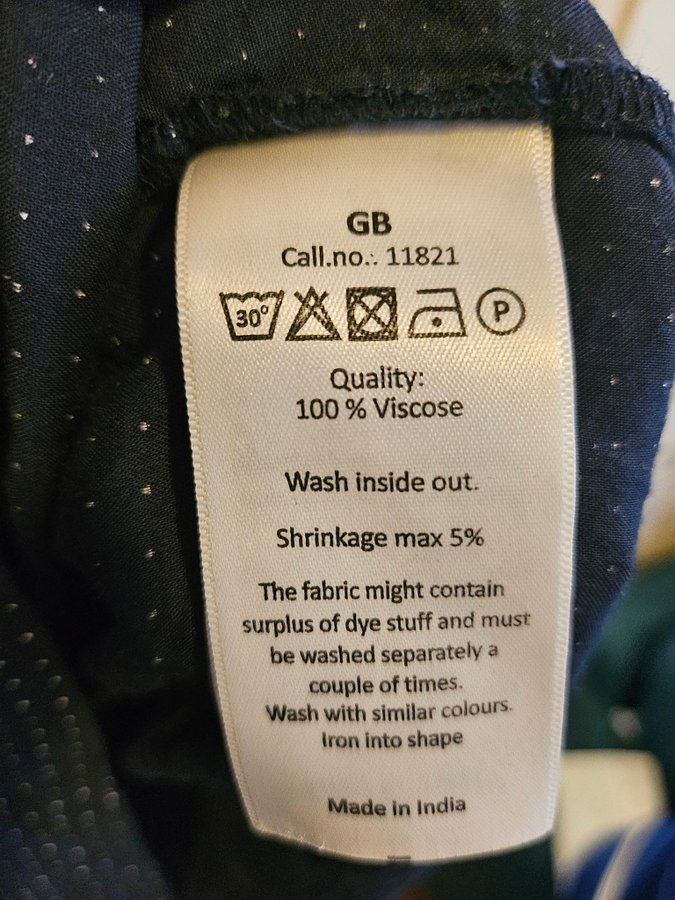 GB
Call.no.: 11821
30° P
Quality:
100 % Viscose
Wash inside out.
Shrinkage max 5%
The fabric might contain
surplus of dye stuff and must
be washed separately a
couple of times.
Wash with similar colours.
Iron into shape
Made in India